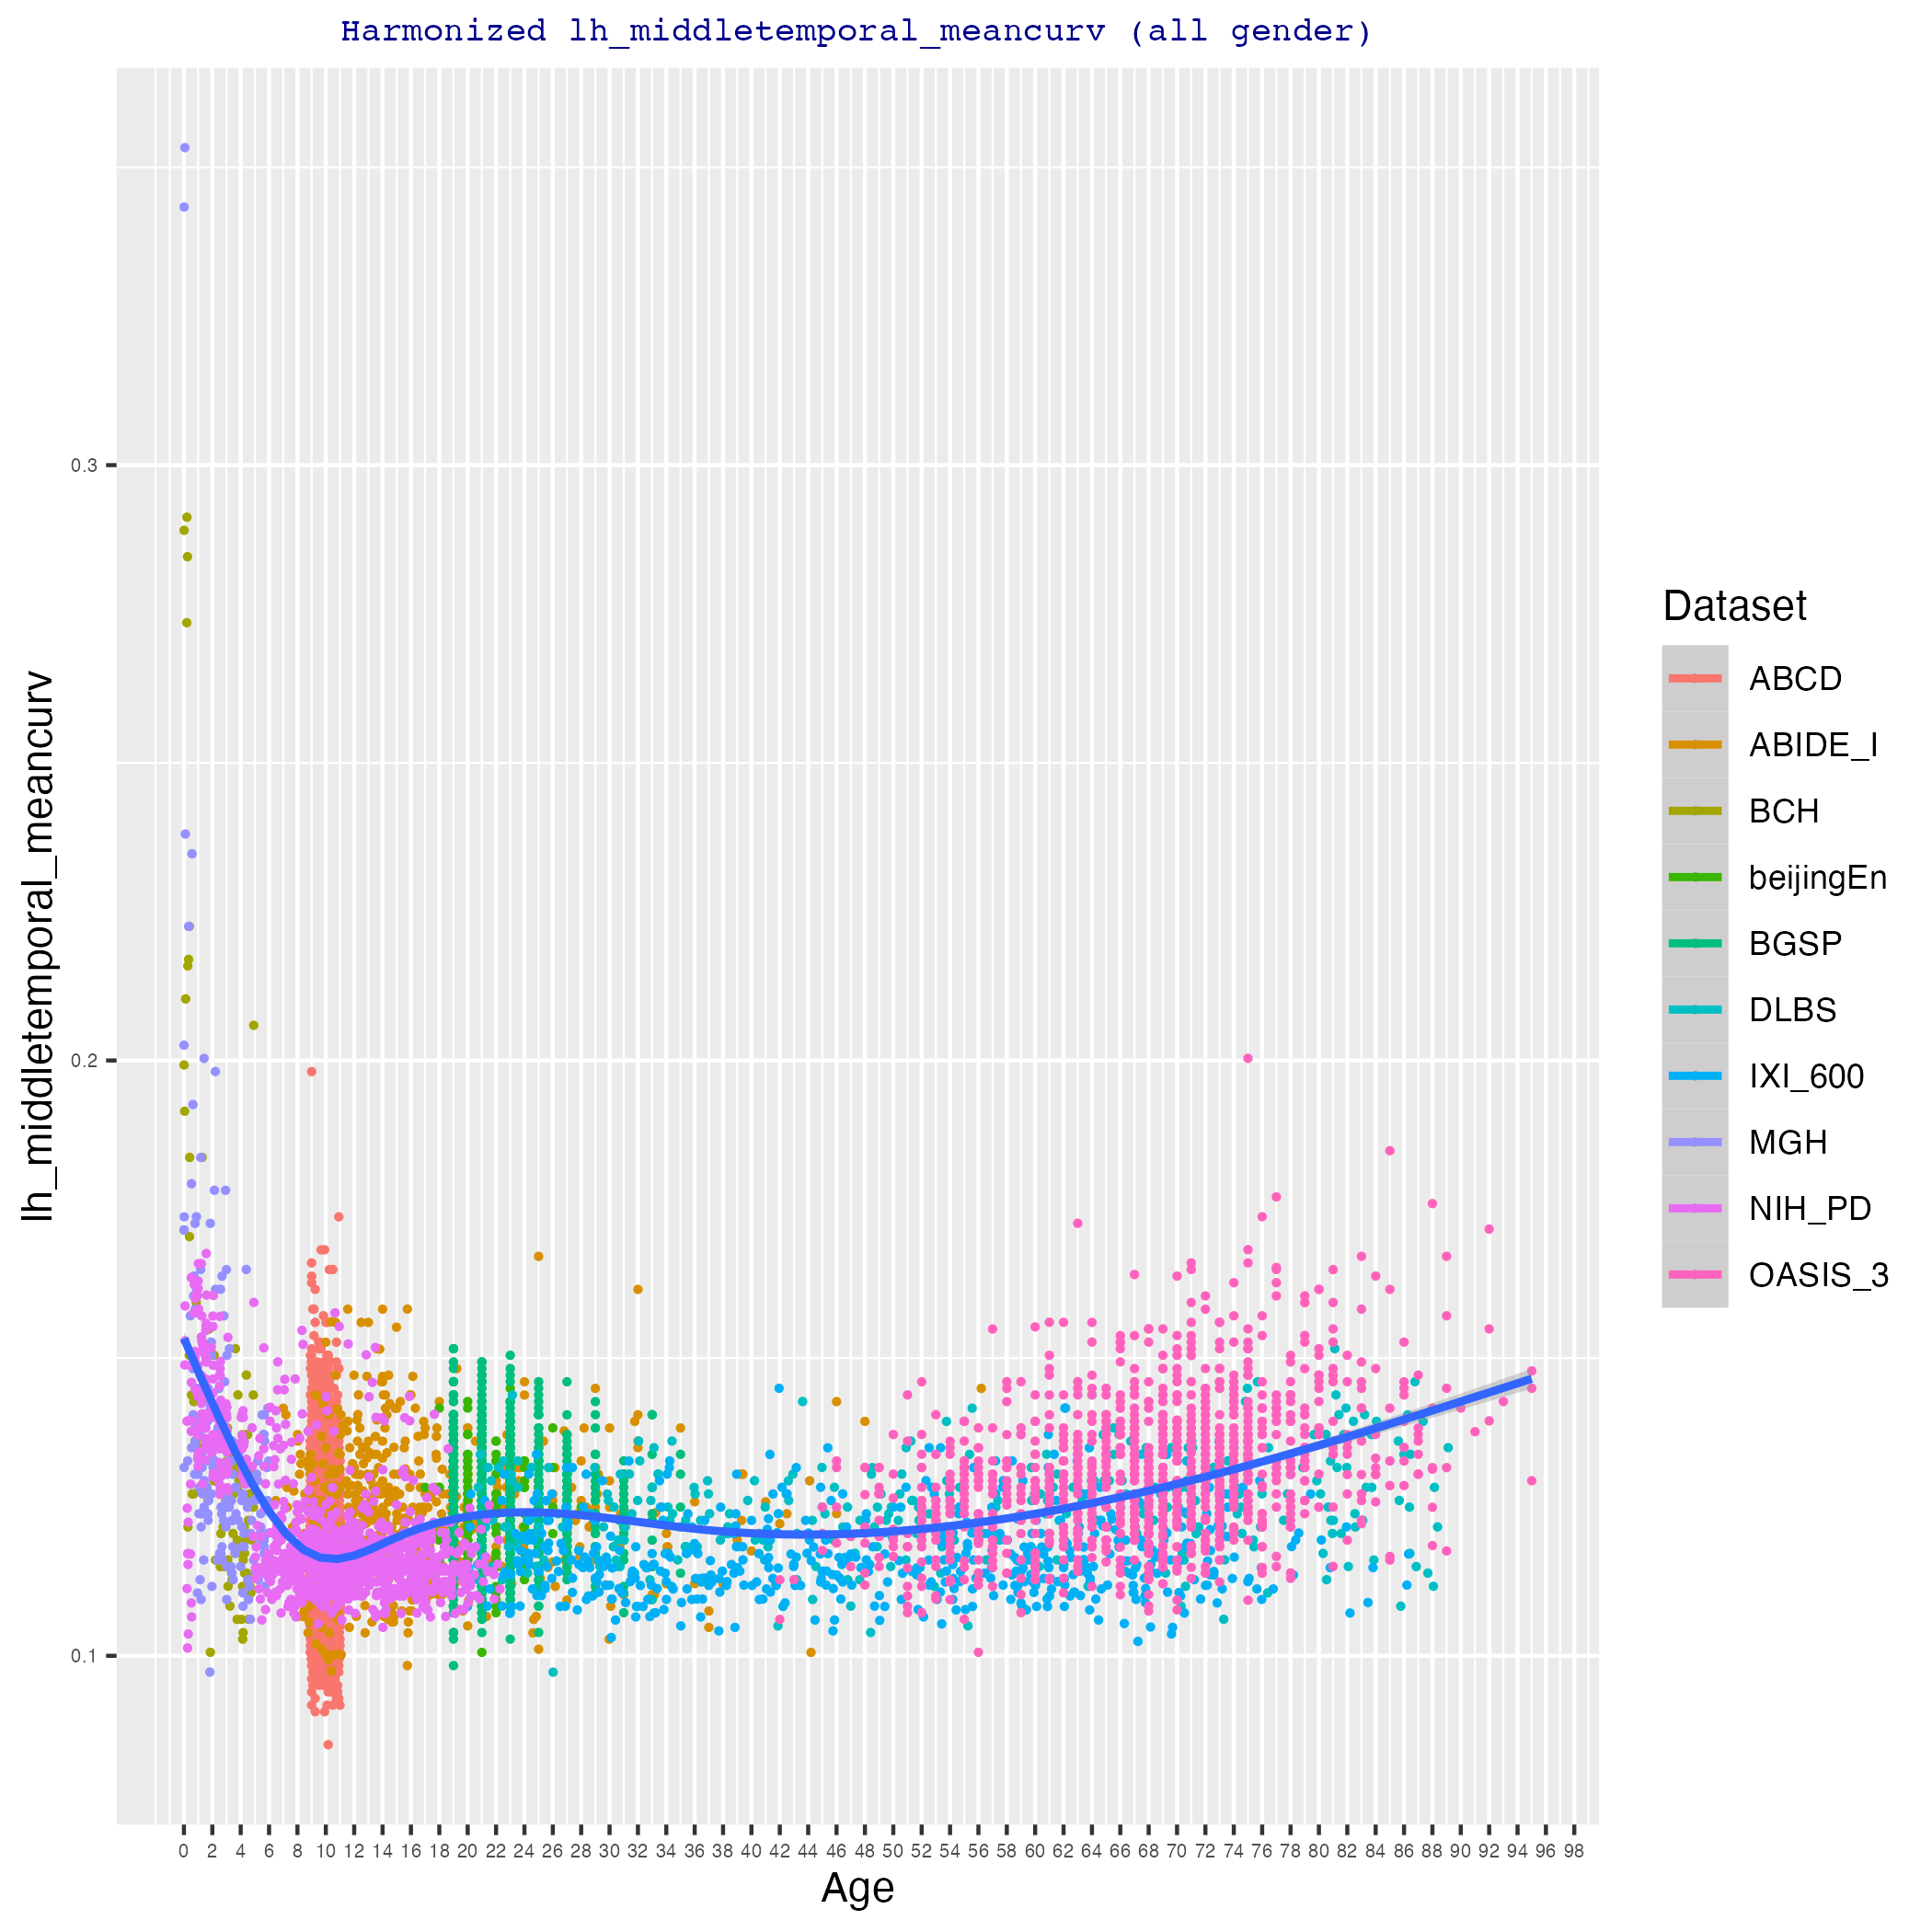 Harmonized lh_middletemporal_meancurv (all gender)
lh_middletemporal_meancurv
0.3
0.2
0.1
0 2 4 6 8 10 12 14 16 18 20 22 24 26 28 30 32 34 36 38 40 42 44 46 48 50 52 54 56 58 60 62 64 66 68 70 72 74 76 78 80 82 84 86 88 90 92 94 96 98
Age
Dataset
ABCD
ABIDE_I
BCH
beijingEn
BGSP
DLBS
IXI_600
MGH
NIH_PD
OASIS_3